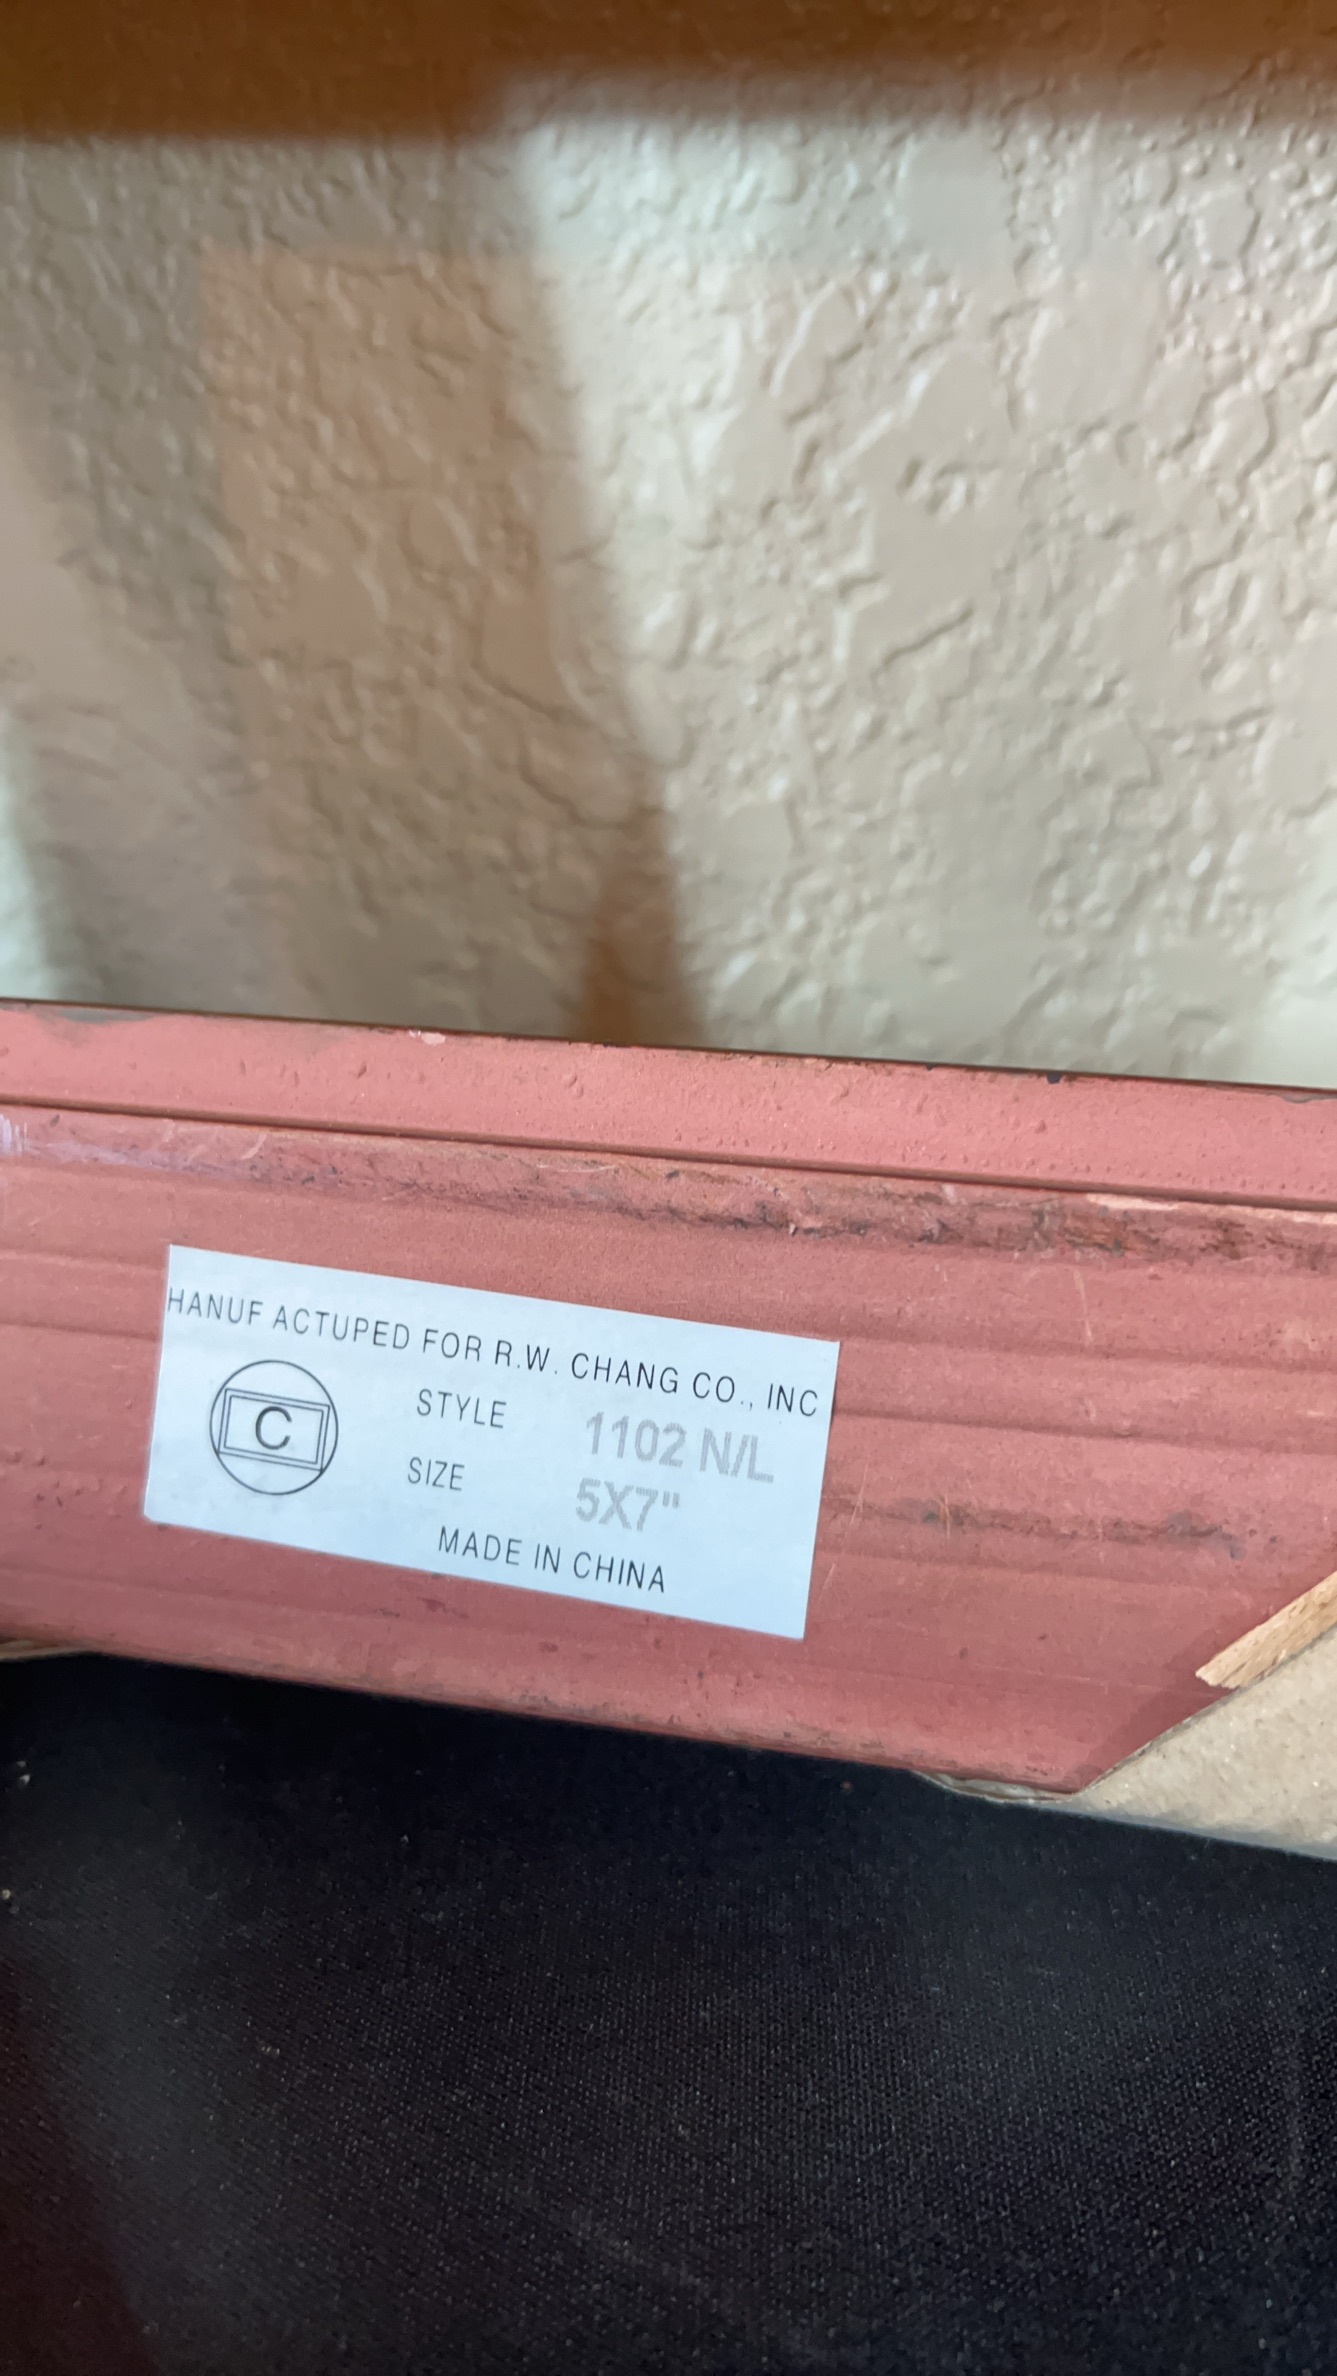 HANUF ACTUPED FOR R.W. CHANG CO., INC
C
STYLE 1102 N/L
SIZE 5X7"
MADE IN CHINA